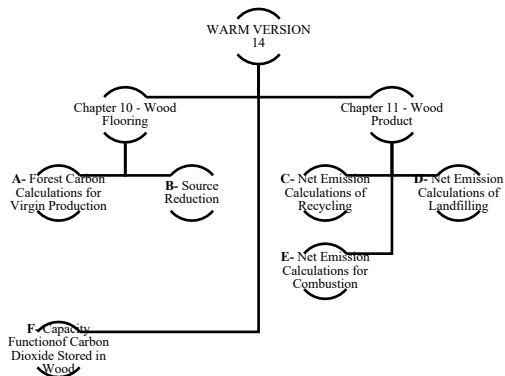 WARM VERSION
14
Chapter 10 - Wood
Flooring
Chapter 11 - Wood
Product
A- Forest Carbon
Calculations for
Virgin Production
B- Source
Reduction
C- Net Emission
Calculations of
Recycling
D- Net Emission
Calculations of
Landfilling
E- Net Emission
Calculations for
Combustion
F- Capacity
Functionof Carbon
Dioxide Stored in
Wood